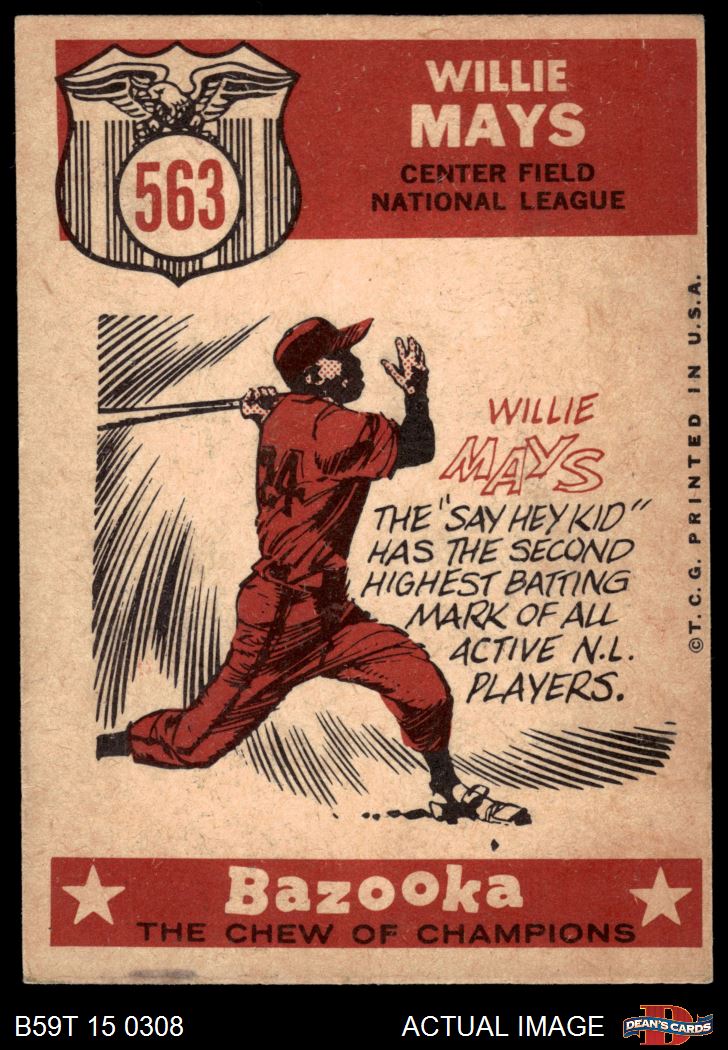 563
WILLIE
MAYS
CENTER FIELD
NATIONAL LEAGUE
24
WILLIE
MAYS
THE "SAY HEY KID"
HAS THE SECOND
HIGHEST BATTING
MARK OF ALL
ACTIVE N.L.
PLAYERS.
©T.C.G. PRINTED IN U.S.A.
Bazooka
THE CHEW OF CHAMPIONS
B59T 15 0308
ACTUAL IMAGE
D
DEAN'S CARDS